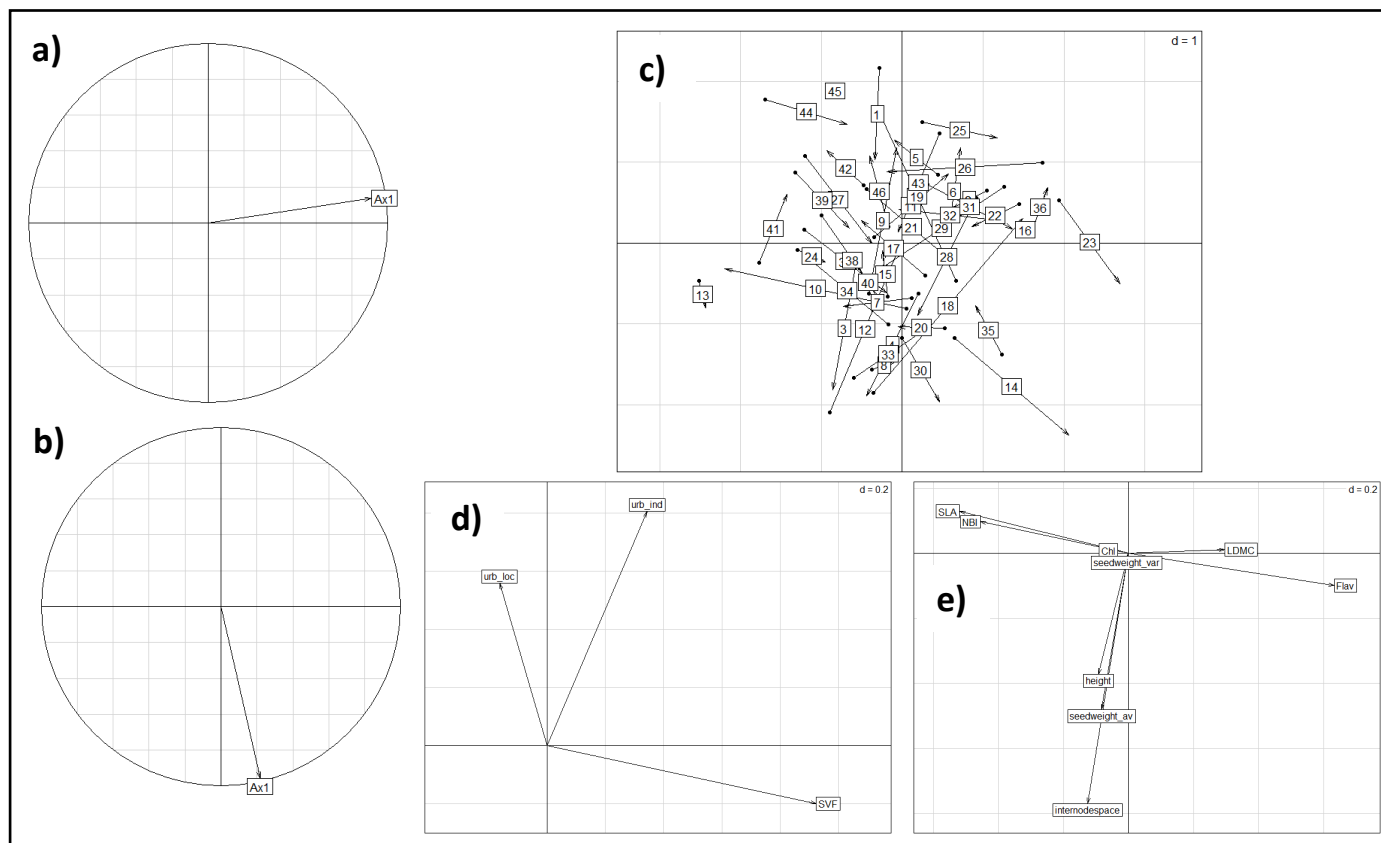 a)
Ax1
b)
Ax1
c)
d = 1
45
44
1
25
5
26
42
43
46
6
19
31
39
27
11
32
22
36
9
21
29
16
41
23
17
24
38
28
15
40
13
10
34
7
18
3
12
20
35
33
8
30
14
d)
d = 0.2
urb_ind
urb_loc
SVF
e)
d = 0.2
SLA
NBI
Chl
LDMC
seedweight_var
Flav
height
seedweight_av
internodespace